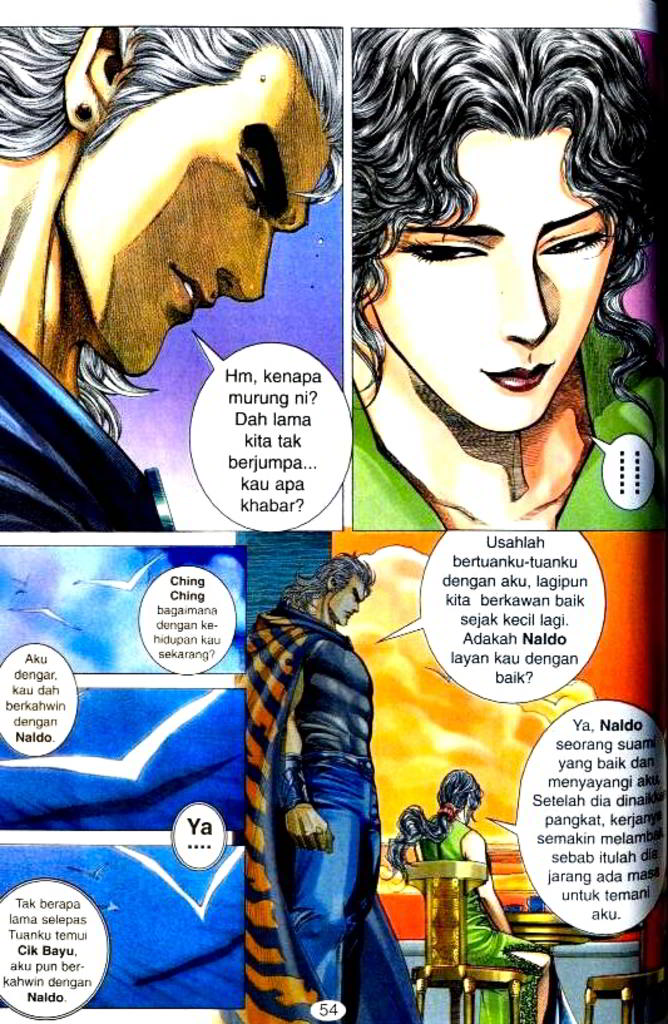 Hm, kenapa
murung ni?
Dah lama
kita tak
berjumpa...
kau apa
khabar?
Ching
Ching
bagaimana
dengan ke-
hidupan kau
sekarang?
Aku
dengar,
kau dah
berkahwin
dengan
Naldo.
Ya
....
Tak berapa
lama selepas
Tuanku temui
Cik Bayu,
aku pun ber-
kahwin dengan
Naldo.
Usahlah
bertuanku-tuanku
dengan aku, lagipun
kita berkawan baik
sejak kecil lagi.
Adakah Naldo
layan kau dengan
baik?
Ya, Naldo
seorang suami
yang baik dan
menyayangi aku.
Setelah dia dinaikkan
pangkat, kerjanya
semakin melambak
sebab itulah dia
jarang ada masa
untuk temani
aku.
54